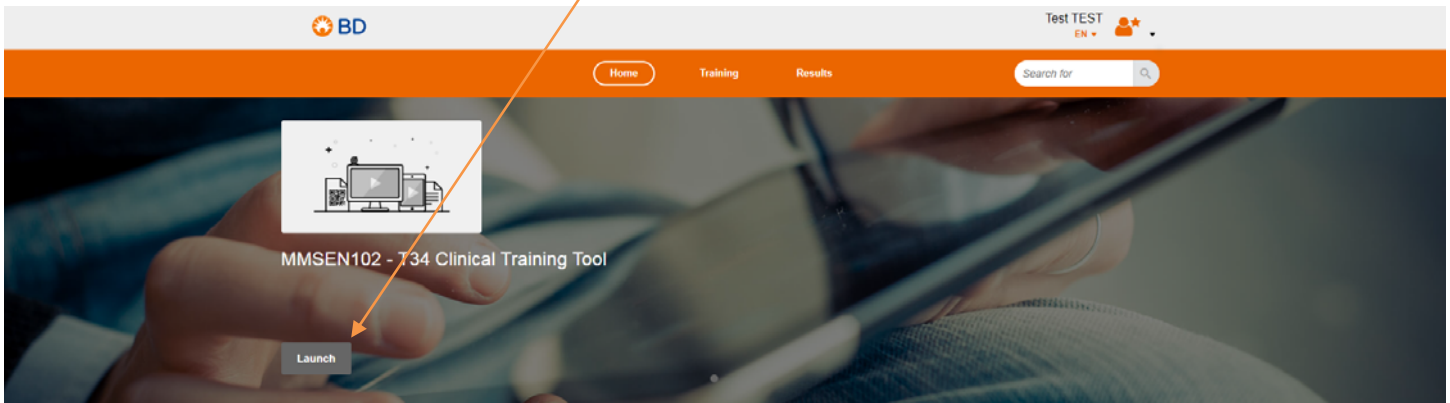 BD
Test TEST
EN
Home Training Results
Search for
MMSEN102 - T34 Clinical Training Tool
Launch